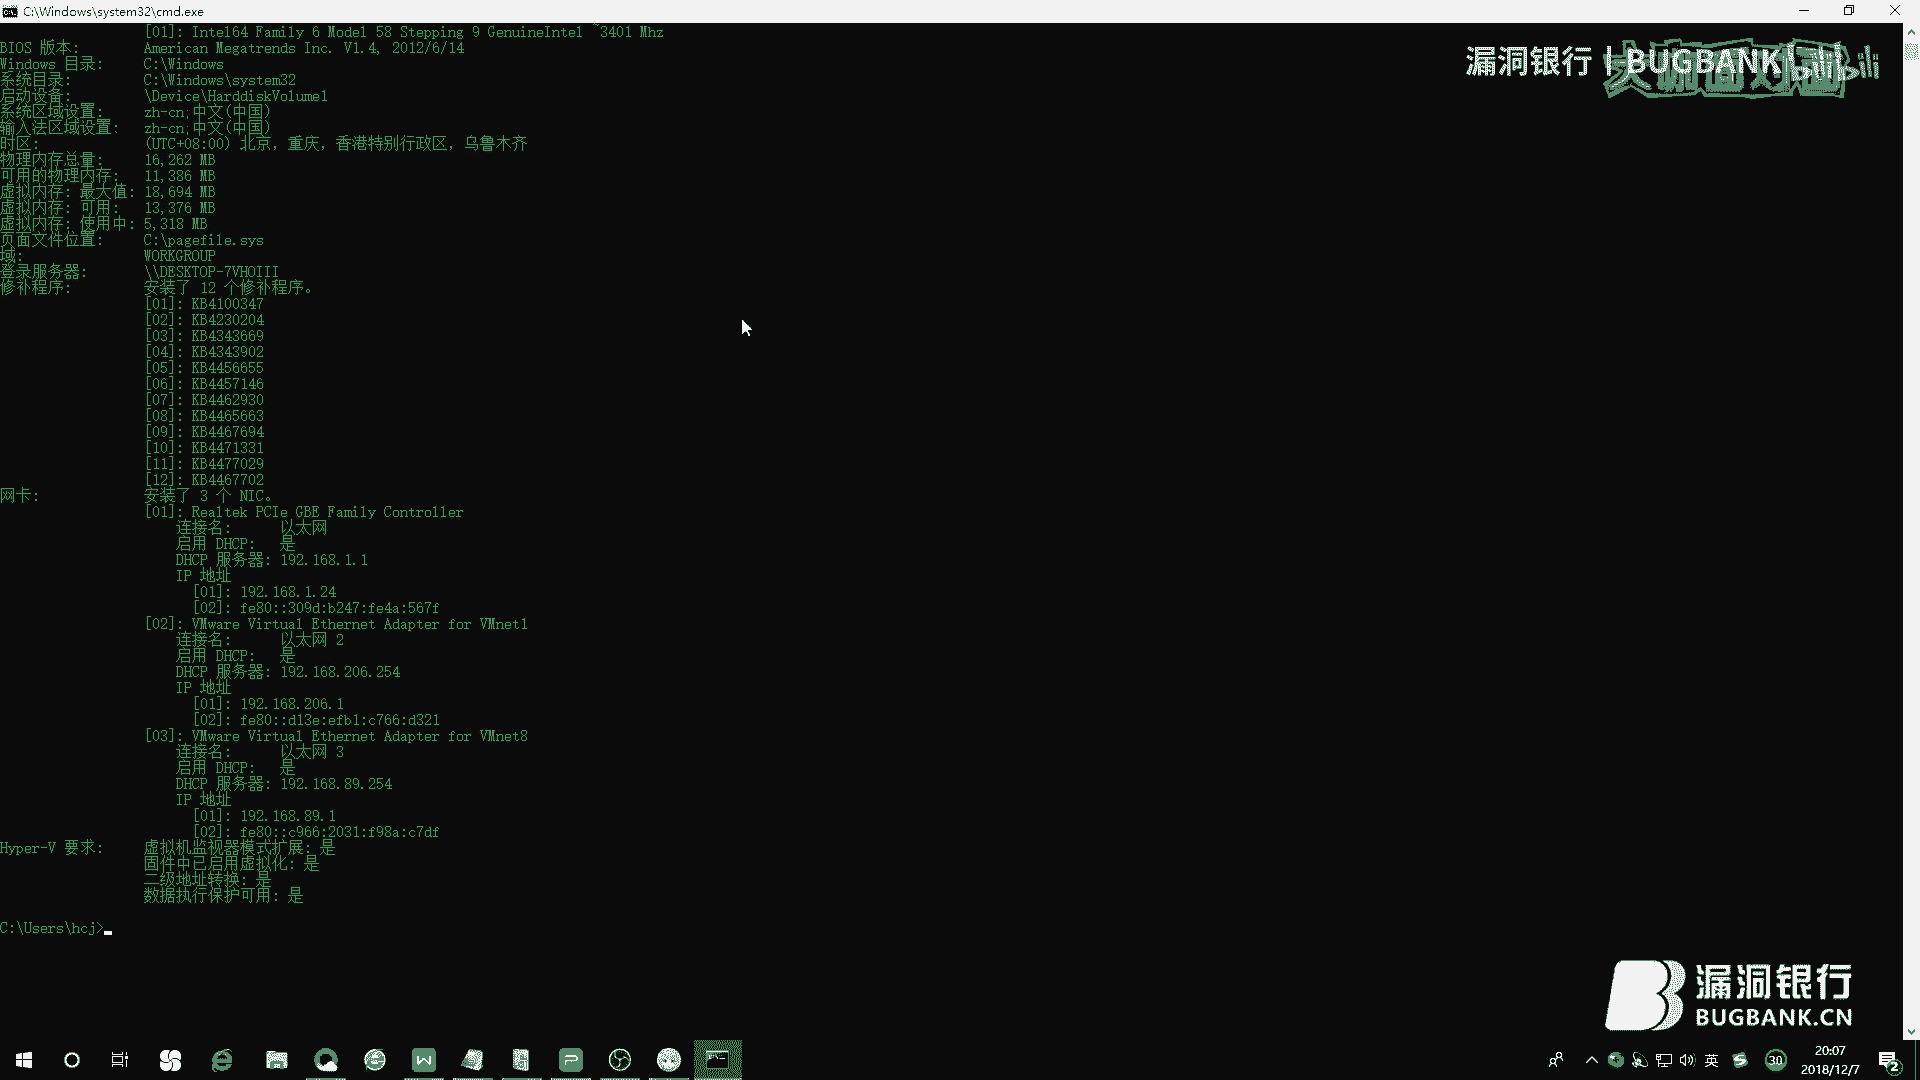 C:\Windows\system32\cmd.exe
[01]: Intel64 Family 6 Model 58 Stepping 9 GenuineIntel ~3401 Mhz
BIOS 版本: American Megatrends Inc. V1.4, 2012/6/14
Windows 目录: C:\Windows
系统目录: C:\Windows\system32
启动设备: \Device\HarddiskVolume1
系统区域设置: zh-cn;中文(中国)
输入法区域设置: zh-cn;中文(中国)
时区: (UTC+08:00) 北京，重庆，香港特别行政区，乌鲁木齐
物理内存总量: 16,262 MB
可用的物理内存: 11,386 MB
虚拟内存: 最大值: 18,694 MB
虚拟内存: 可用: 13,376 MB
虚拟内存: 使用中: 5,318 MB
页面文件位置: C:\pagefile.sys
域: WORKGROUP
登录服务器: \\DESKTOP-7VHOIII
修补程序: 安装了 12 个修补程序。
[01]: KB4100347
[02]: KB4230204
[03]: KB4343669
[04]: KB4343902
[05]: KB4456655
[06]: KB4457146
[07]: KB4462930
[08]: KB4465663
[09]: KB4467694
[10]: KB4471331
[11]: KB4477029
[12]: KB4467702
网卡: 安装了 3 个 NIC。
[01]: Realtek PCIe GBE Family Controller
连接名: 以太网
启用 DHCP: 是
DHCP 服务器: 192.168.1.1
IP 地址
[01]: 192.168.1.24
[02]: fe80::309d:b247:fe4a:567f
[02]: VMware Virtual Ethernet Adapter for VMnet1
连接名: 以太网 2
启用 DHCP: 是
DHCP 服务器: 192.168.206.254
IP 地址
[01]: 192.168.206.1
[02]: fe80::d13e:efb1:c766:d321
[03]: VMware Virtual Ethernet Adapter for VMnet8
连接名: 以太网 3
启用 DHCP: 是
DHCP 服务器: 192.168.89.254
IP 地址
[01]: 192.168.89.1
[02]: fe80::c966:2031:f98a:c7df
Hyper-V 要求: 虚拟机监视器模式扩展: 是
固件中已启用虚拟化: 是
二级地址转换: 是
数据执行保护可用: 是
C:\Users\hcj>
漏洞银行 | BUGBANK
漏洞银行
BUGBANK.CN
英
30
20:07
2018/12/7
2